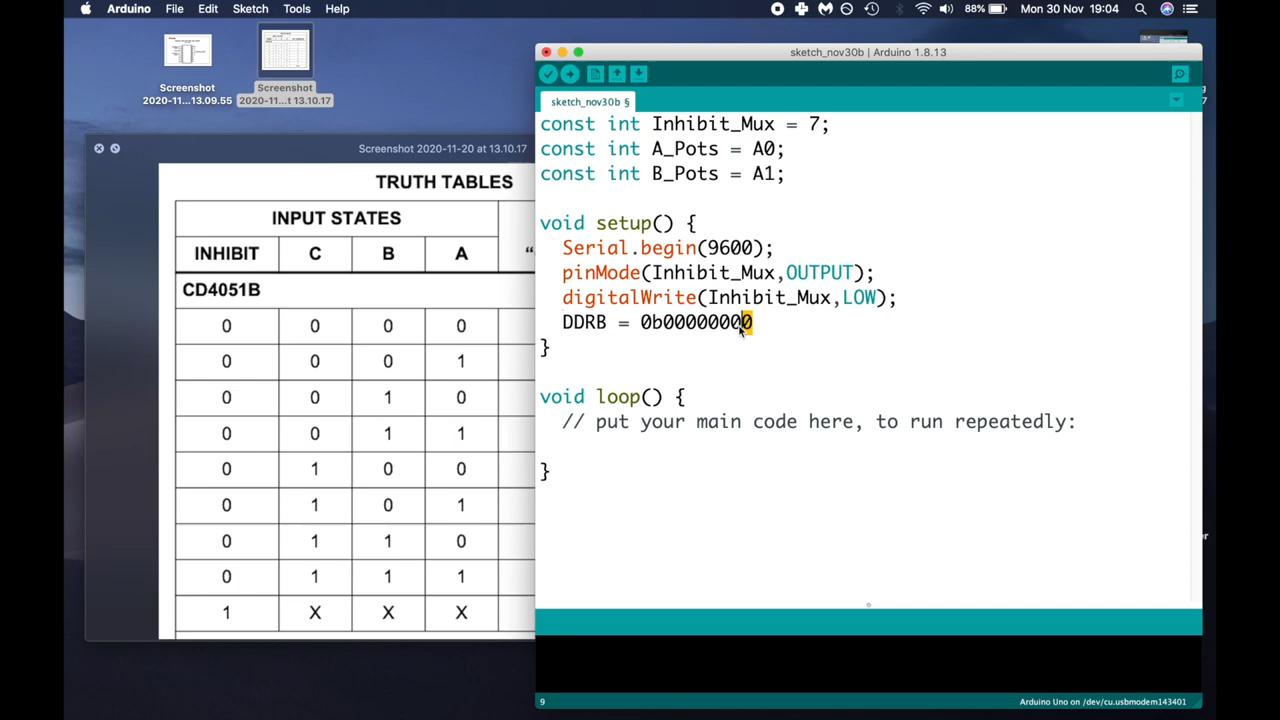 Arduino File Edit Sketch Tools Help
88% Mon 30 Nov 19:04
Screenshot
2020-11...13.09.55
Screenshot
2020-11...t 13.10.17
Screenshot 2020-11-20 at 13.10.17
TRUTH TABLES
INPUT STATES
INHIBIT C B A
CD4051B
0 0 0 0
0 0 0 1
0 0 1 0
0 0 1 1
0 1 0 0
0 1 0 1
0 1 1 0
0 1 1 1
1 X X X
sketch_nov30b | Arduino 1.8.13
sketch_nov30b §
const int Inhibit_Mux = 7;
const int A_Pots = A0;
const int B_Pots = A1;
void setup() {
Serial.begin(9600);
pinMode(Inhibit_Mux,OUTPUT);
digitalWrite(Inhibit_Mux,LOW);
DDRB = 0b00000000
}
void loop() {
// put your main code here, to run repeatedly:
}
9
Arduino Uno on /dev/cu.usbmodem143401